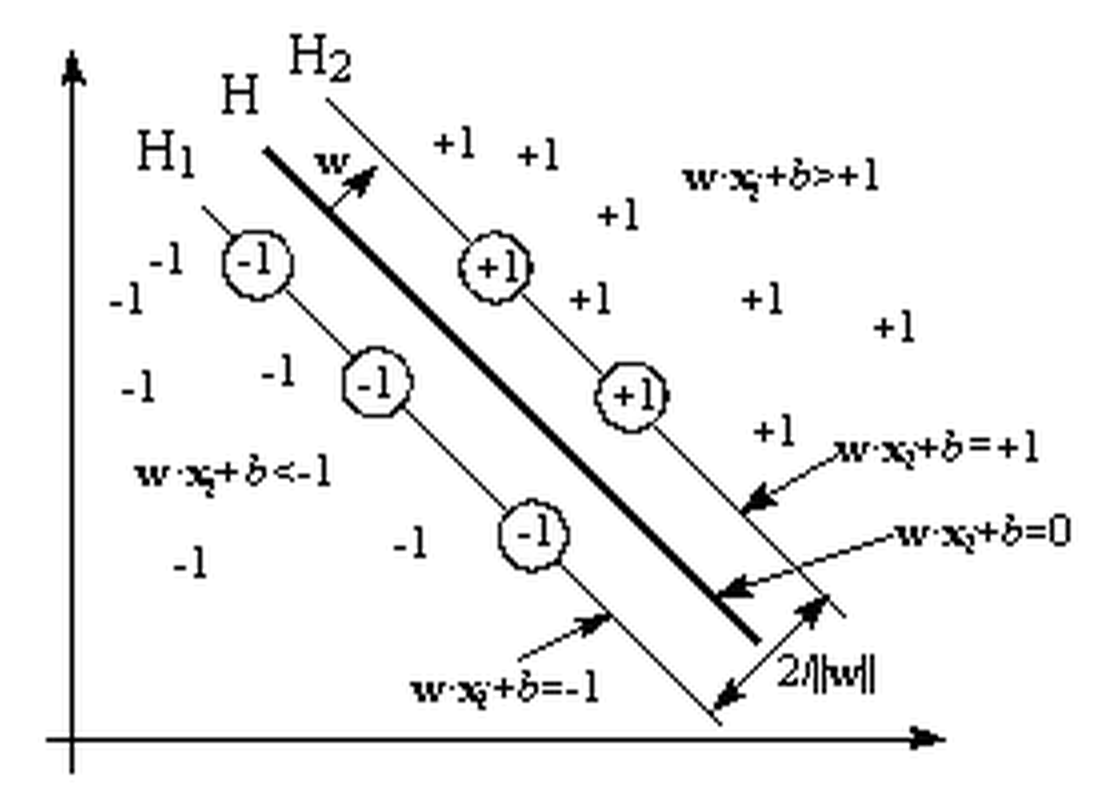 H₂
H
H₁
w
+1 +1
w·xᵢ+b>+1
+1
-1 -1 +1
-1 +1 +1 +1
-1 -1 -1 +1
+1
w·xᵢ+b=+1
w·xᵢ+b<-1
w·xᵢ+b=0
-1 -1 -1
2/||w||
w·xᵢ+b=-1